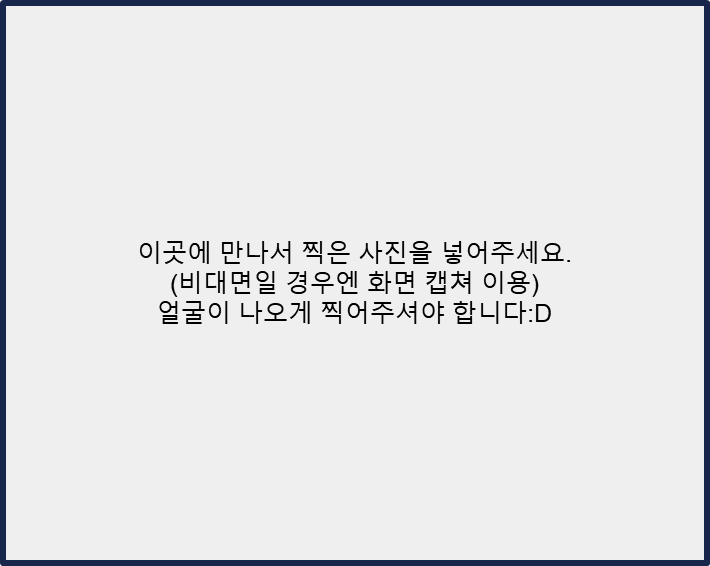 이곳에 만나서 찍은 사진을 넣어주세요.
(비대면일 경우엔 화면 캡쳐 이용)
얼굴이 나오게 찍어주셔야 합니다:D